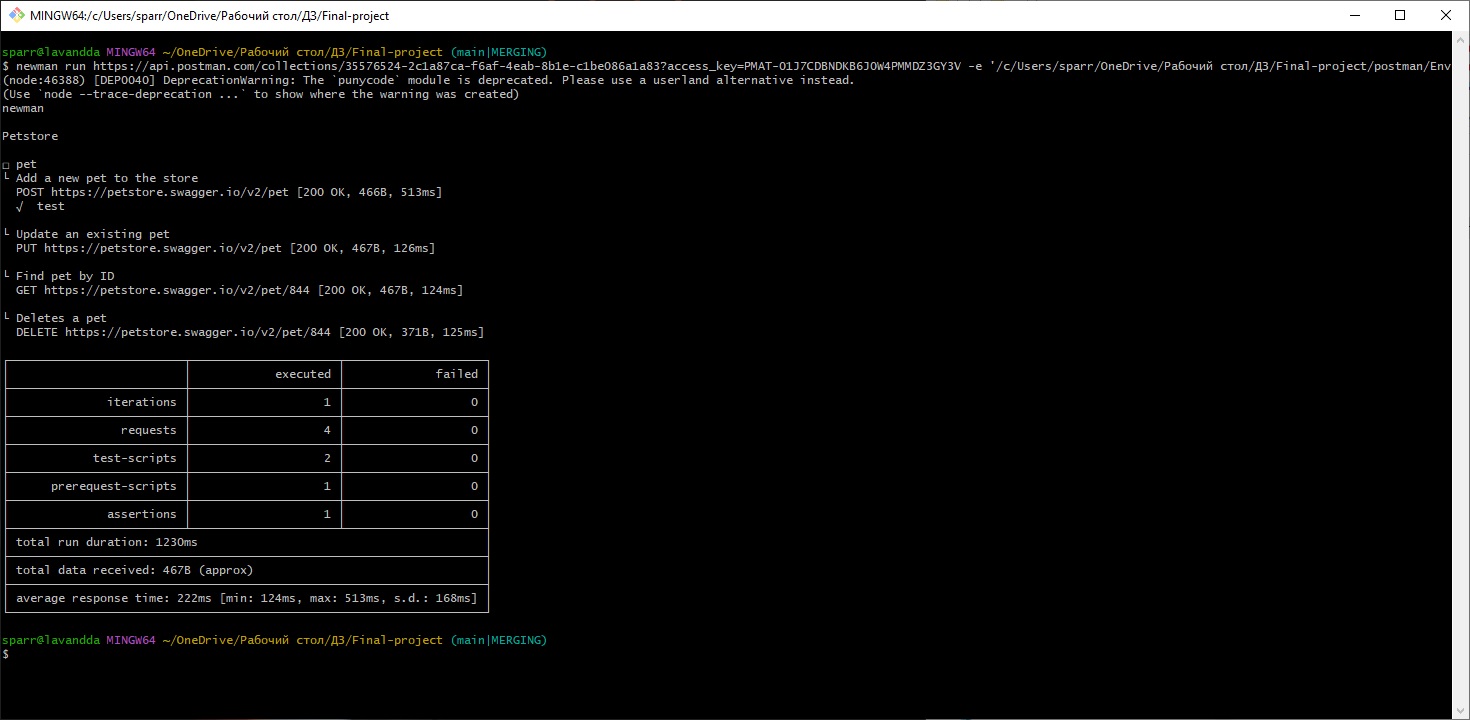 MINGW64:/c/Users/sparr/OneDrive/Рабочий стол/ДЗ/Final-project
sparr@lavandda MINGW64 ~/OneDrive/Рабочий стол/ДЗ/Final-project (main|MERGING)
$ newman run https://api.postman.com/collections/35576524-2c1a87ca-f6af-4eab-8b1e-c1be086a1a83?access_key=PMAT-01J7CDBNDKB6J0W4PMMDZ3GY3V -e '/c/Users/sparr/OneDrive/Рабочий стол/ДЗ/Final-project/postman/Env
(node:46388) [DEP0040] DeprecationWarning: The `punycode` module is deprecated. Please use a userland alternative instead.
(Use `node --trace-deprecation ...` to show where the warning was created)
newman
Petstore
□ pet
└ Add a new pet to the store
POST https://petstore.swagger.io/v2/pet [200 OK, 466B, 513ms]
√ test
└ Update an existing pet
PUT https://petstore.swagger.io/v2/pet [200 OK, 467B, 126ms]
└ Find pet by ID
GET https://petstore.swagger.io/v2/pet/844 [200 OK, 467B, 124ms]
└ Deletes a pet
DELETE https://petstore.swagger.io/v2/pet/844 [200 OK, 371B, 125ms]
executed failed
iterations 1 0
requests 4 0
test-scripts 2 0
prerequest-scripts 1 0
assertions 1 0
total run duration: 1230ms
total data received: 467B (approx)
average response time: 222ms [min: 124ms, max: 513ms, s.d.: 168ms]
sparr@lavandda MINGW64 ~/OneDrive/Рабочий стол/ДЗ/Final-project (main|MERGING)
$